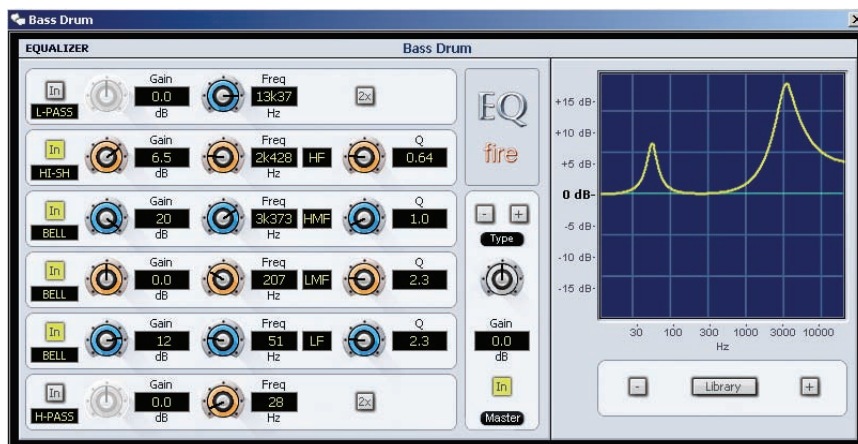 Bass Drum
EQUALIZER Bass Drum
In Gain Freq
0.0 13k37 2x
L-PASS dB Hz
In Gain Freq Q
6.5 2k428 HF 0.64
HI-SH dB Hz
In Gain Freq Q
20 3k373 HMF 1.0
BELL dB Hz
In Gain Freq Q
0.0 207 LMF 2.3
BELL dB Hz
In Gain Freq Q
12 51 LF 2.3
BELL dB Hz
In Gain Freq
0.0 28 2x
H-PASS dB Hz
EQ
fire
- +
Type
Gain
0.0
dB
In
Master
+15 dB-
+10 dB-
+5 dB-
0 dB-
-5 dB-
-10 dB-
-15 dB-
30 100 300 1000 3000 10000
Hz
- Library +